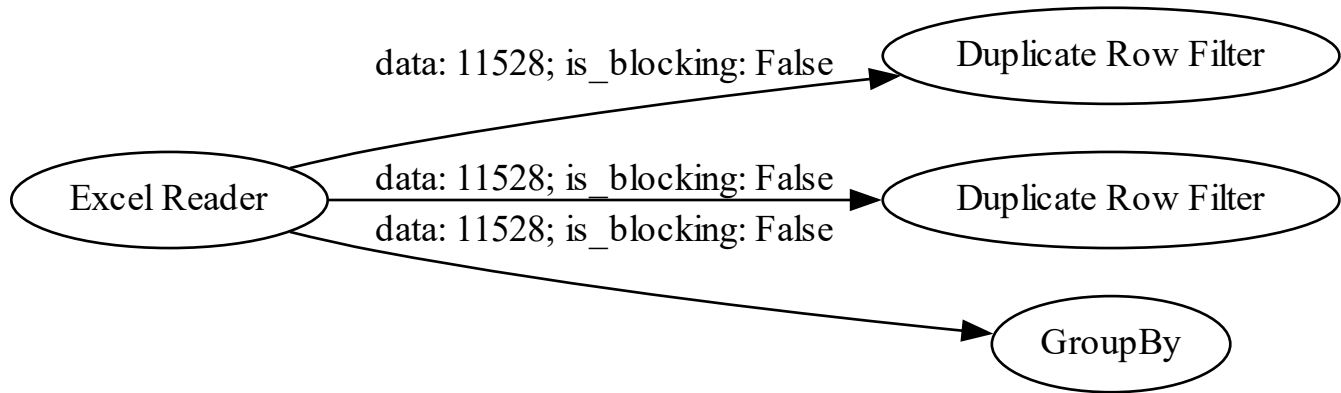 data: 11528; is_blocking: False
Duplicate Row Filter
Excel Reader
data: 11528; is_blocking: False
Duplicate Row Filter
data: 11528; is_blocking: False
GroupBy